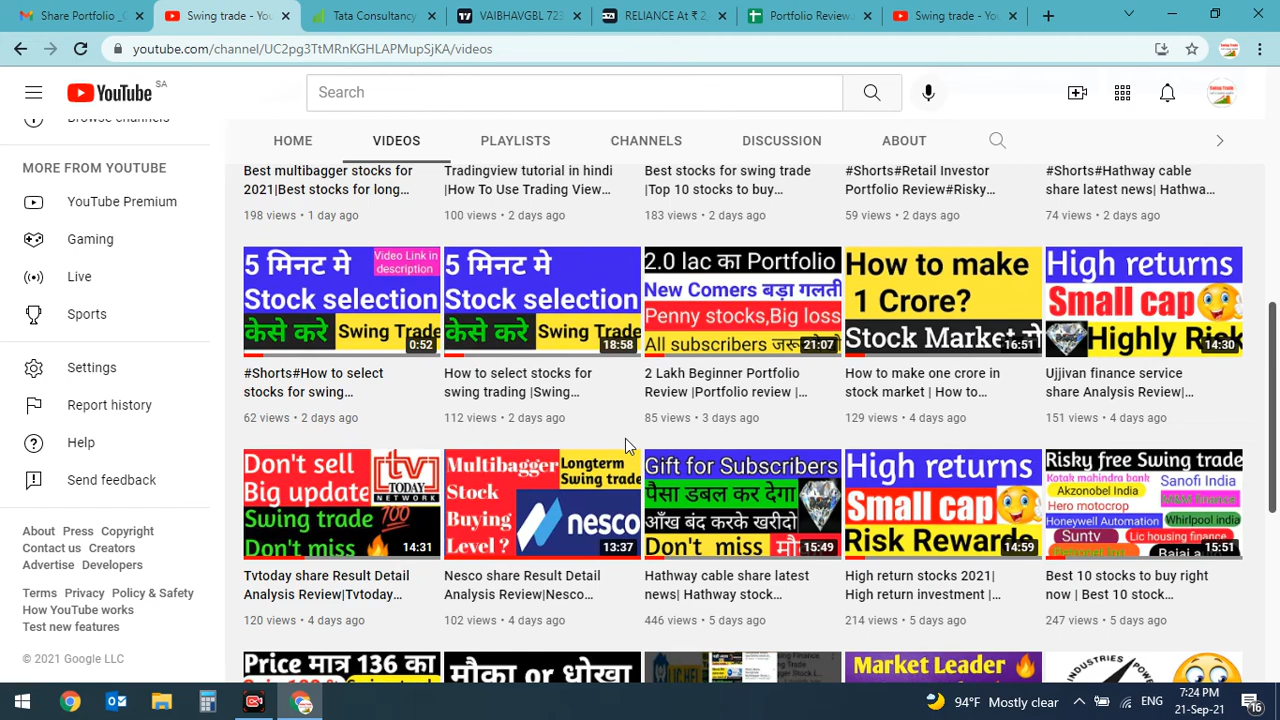 Share Portfolio _G
Swing trade - You
Tata Consultancy
VAIBHAVGBL 723
RELIANCE At ₹ 2,
Portfolio Review.
Swing trade - You
youtube.com/channel/UC2pg3TtMRnKGHLAPMupSjKA/videos
YouTube SA
Search
Browse channels
MORE FROM YOUTUBE
YouTube Premium
Gaming
Live
Sports
Settings
Report history
Help
Send feedback
About Press Copyright
Contact us Creators
Advertise Developers
Terms Privacy Policy & Safety
How YouTube works
Test new features
© 2021 Google LLC
HOME VIDEOS PLAYLISTS CHANNELS DISCUSSION ABOUT
Best multibagger stocks for
2021|Best stocks for long...
198 views • 1 day ago
Tradingview tutorial in hindi
|How To Use Trading View...
100 views • 2 days ago
Best stocks for swing trade
|Top 10 stocks to buy...
183 views • 2 days ago
#Shorts#Retail Investor
Portfolio Review#Risky...
59 views • 2 days ago
#Shorts#Hathway cable
share latest news| Hathwa...
74 views • 2 days ago
5 मिनट मे
Video Link in
description
Stock selection
केसे करे Swing Trade
0:52
#Shorts#How to select
stocks for swing...
62 views • 2 days ago
5 मिनट मे
Stock selection
केसे करे Swing Trade
18:58
How to select stocks for
swing trading |Swing...
112 views • 2 days ago
2.0 lac का Portfolio
New Comers बड़ा गलती
Penny stocks,Big loss
All subscribers जरू
21:07
2 Lakh Beginner Portfolio
Review |Portfolio review |...
85 views • 3 days ago
How to make
1 Crore?
Stock Market मे
16:51
How to make one crore in
stock market | How to...
129 views • 4 days ago
High returns
Small cap
Highly Risk
14:30
Ujjivan finance service
share Analysis Review|...
151 views • 4 days ago
Don't sell
Big update
Swing trade 💯
Don't miss
tv
TODAY
NETWORK
14:31
Tvtoday share Result Detail
Analysis Review|Tvtoday...
120 views • 4 days ago
Multibagger
Stock
Buying
Level ?
Longterm
Swing trade
nesco
13:37
Nesco share Result Detail
Analysis Review|Nesco...
102 views • 4 days ago
Gift for Subscribers
पैसा डबल कर देगा
आँख बंद करके खरीदो
Don't miss
15:49
Hathway cable share latest
news| Hathway stock...
446 views • 5 days ago
High returns
Small cap
Risk Reward
14:59
High return stocks 2021|
High return investment |...
214 views • 5 days ago
Risky free Swing trade
Kotak mahindra bank
Akzonobel India
Sanofi India
Hero motocrop
M&M finance
Honeywell Automation
Whirlpool india
Suntv
Lic housing finance
15:51
Best 10 stocks to buy right
now | Best 10 stock...
247 views • 5 days ago
Price मात्र 136 का
मौका or धोखा
Market Leader
94°F Mostly clear
ENG
7:24 PM
21-Sep-21
16